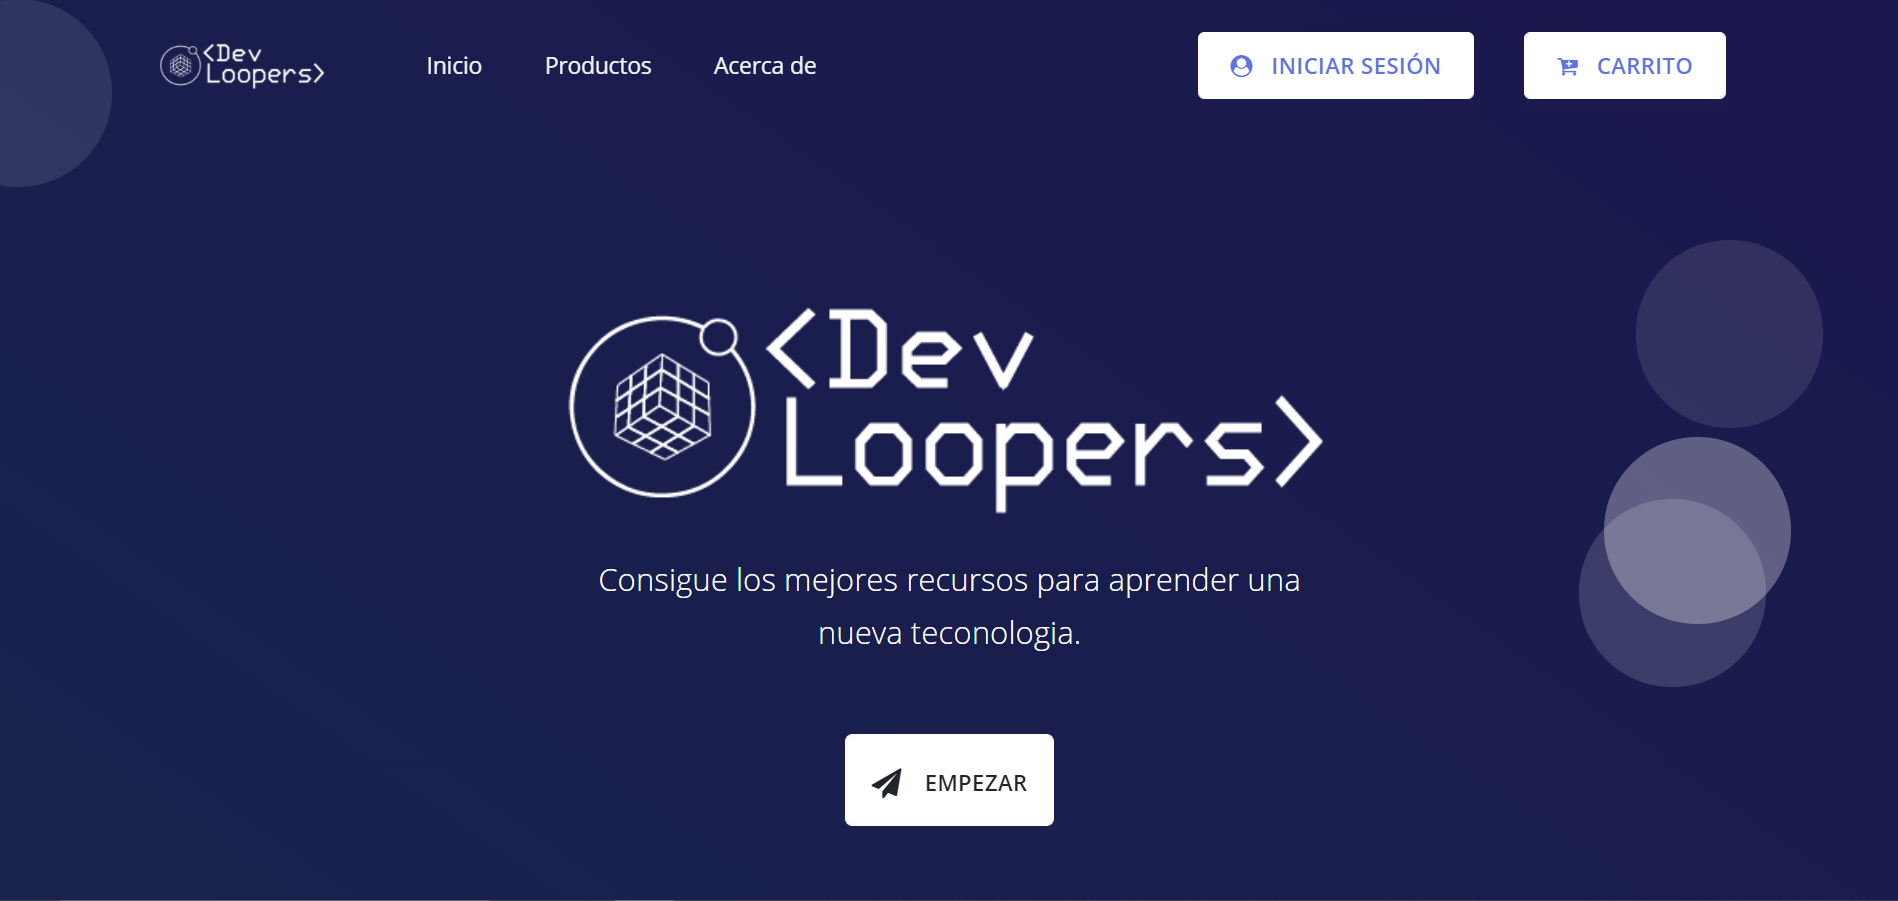 <Dev
Loopers>
Inicio
Productos
Acerca de
INICIAR SESIÓN
CARRITO
<Dev
Loopers>
Consigue los mejores recursos para aprender una
nueva teconologia.
EMPEZAR